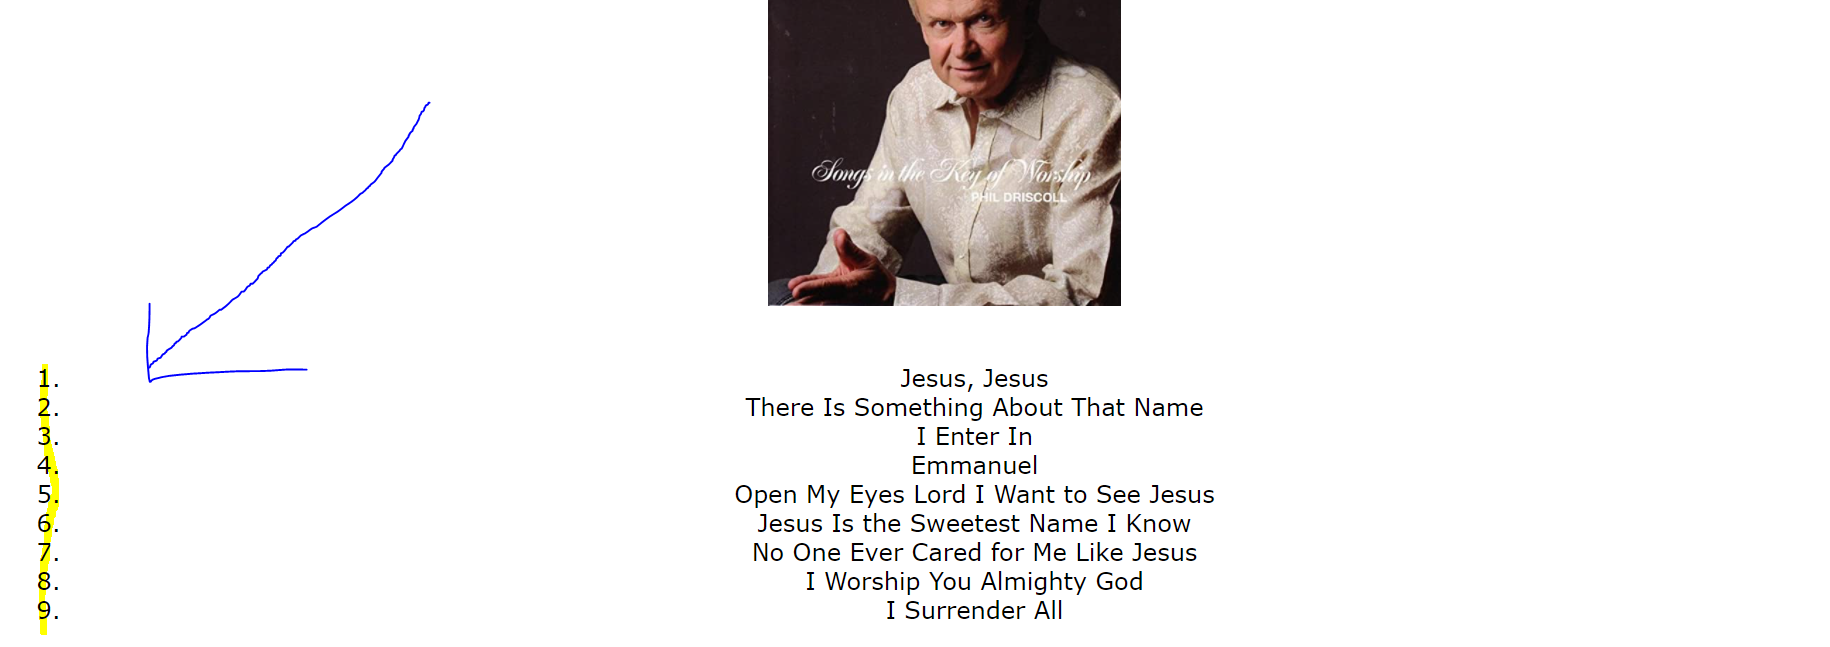 Songs in the Key of Worship
PHIL DRISCOLL
1. Jesus, Jesus
2. There Is Something About That Name
3. I Enter In
4. Emmanuel
5. Open My Eyes Lord I Want to See Jesus
6. Jesus Is the Sweetest Name I Know
7. No One Ever Cared for Me Like Jesus
8. I Worship You Almighty God
9. I Surrender All